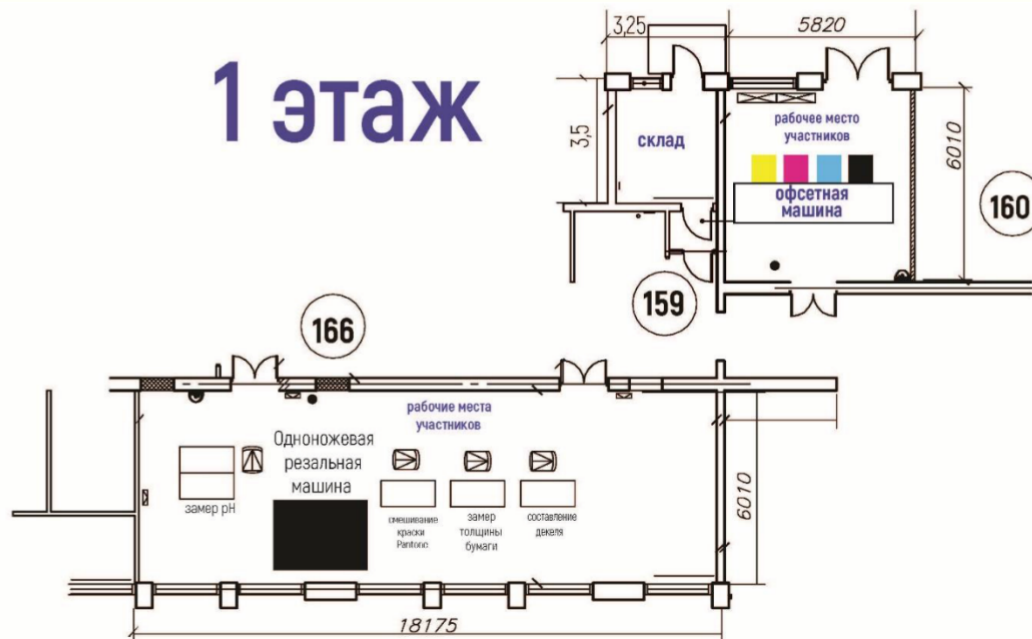 1 этаж
3,25
5820
3,5
склад
рабочее место
участников
6010
офсетная
машина
160
159
166
рабочие места
участников
Одноножевая
резальная
машина
замер pH
смешивание
краски
Pantone
замер
толщины
бумаги
составление
декеля
6010
18175